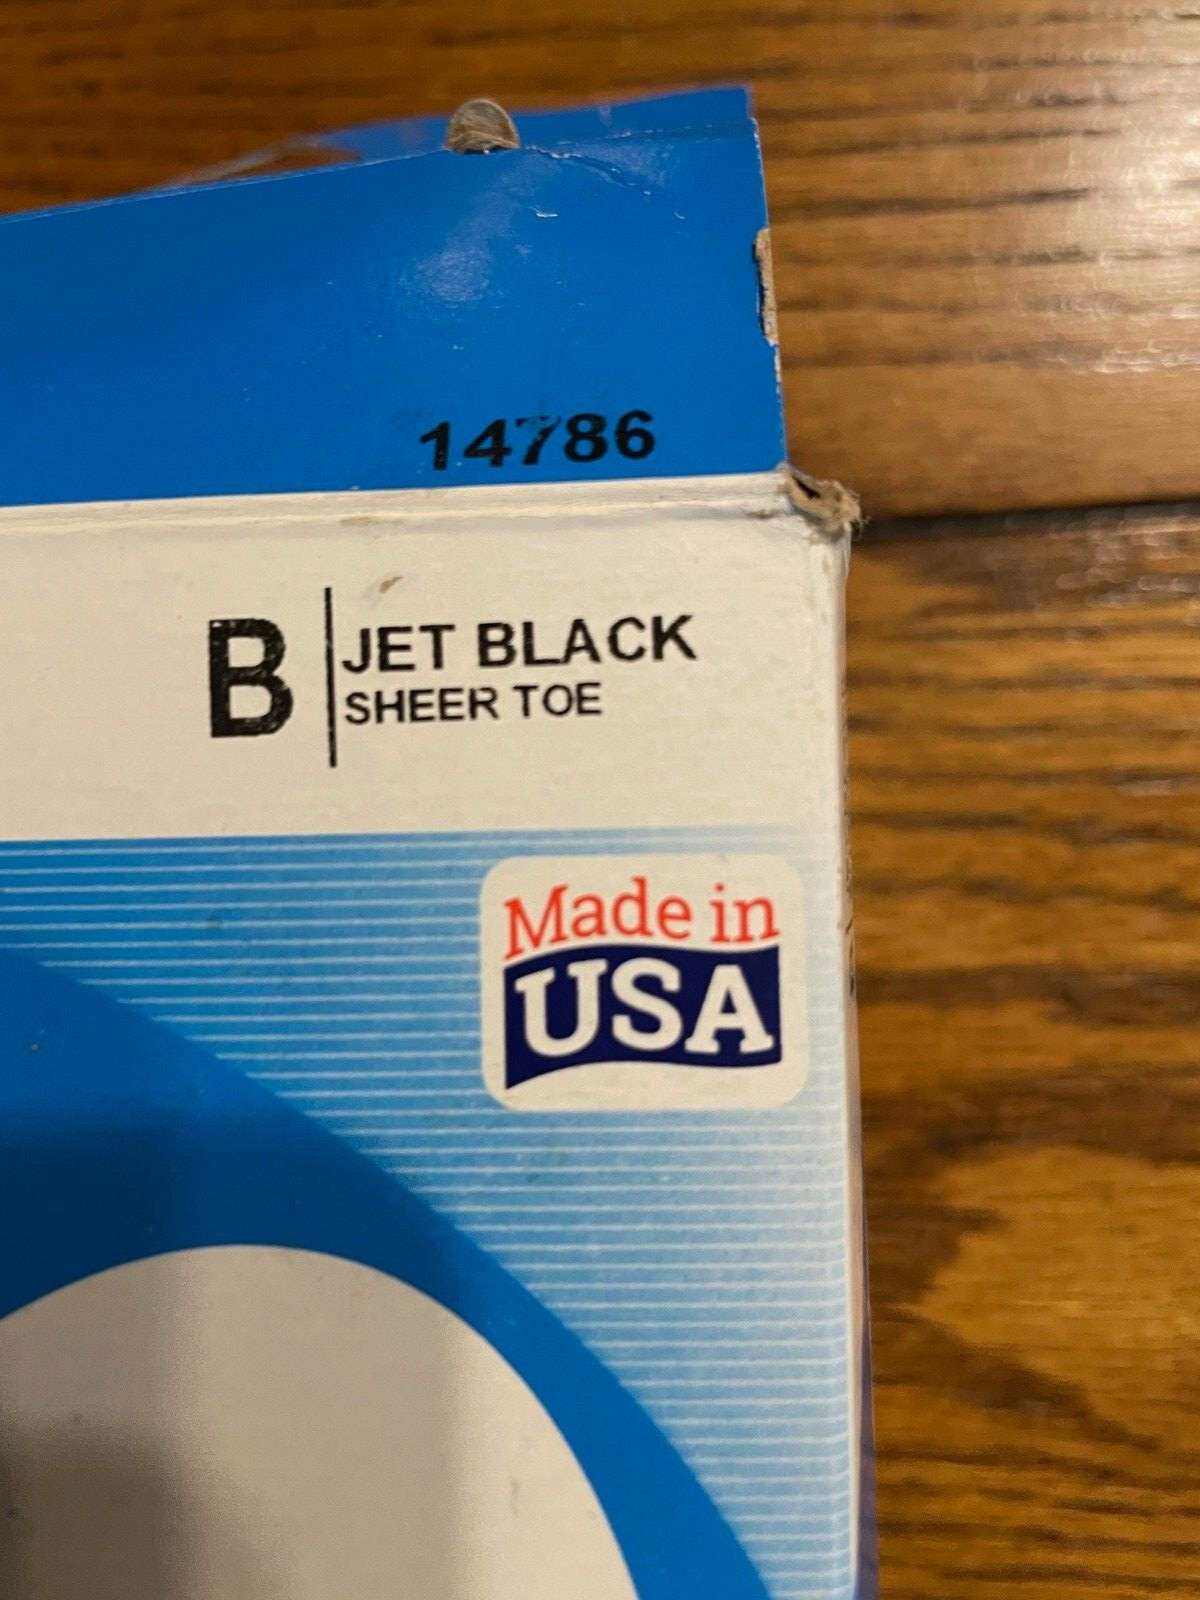 14786
B
JET BLACK
SHEER TOE
Made in
USA